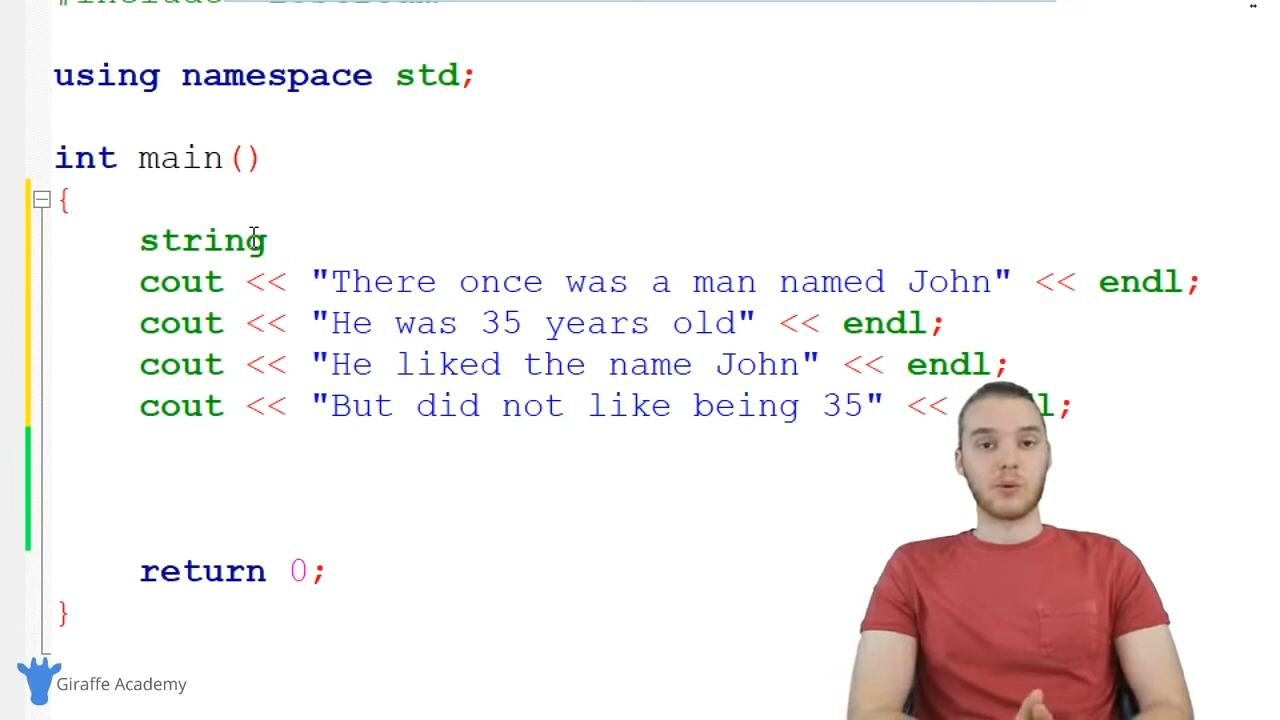 using namespace std;
int main()
{
string
cout << "There once was a man named John" << endl;
cout << "He was 35 years old" << endl;
cout << "He liked the name John" << endl;
cout << "But did not like being 35" << l;
return 0;
}
Giraffe Academy